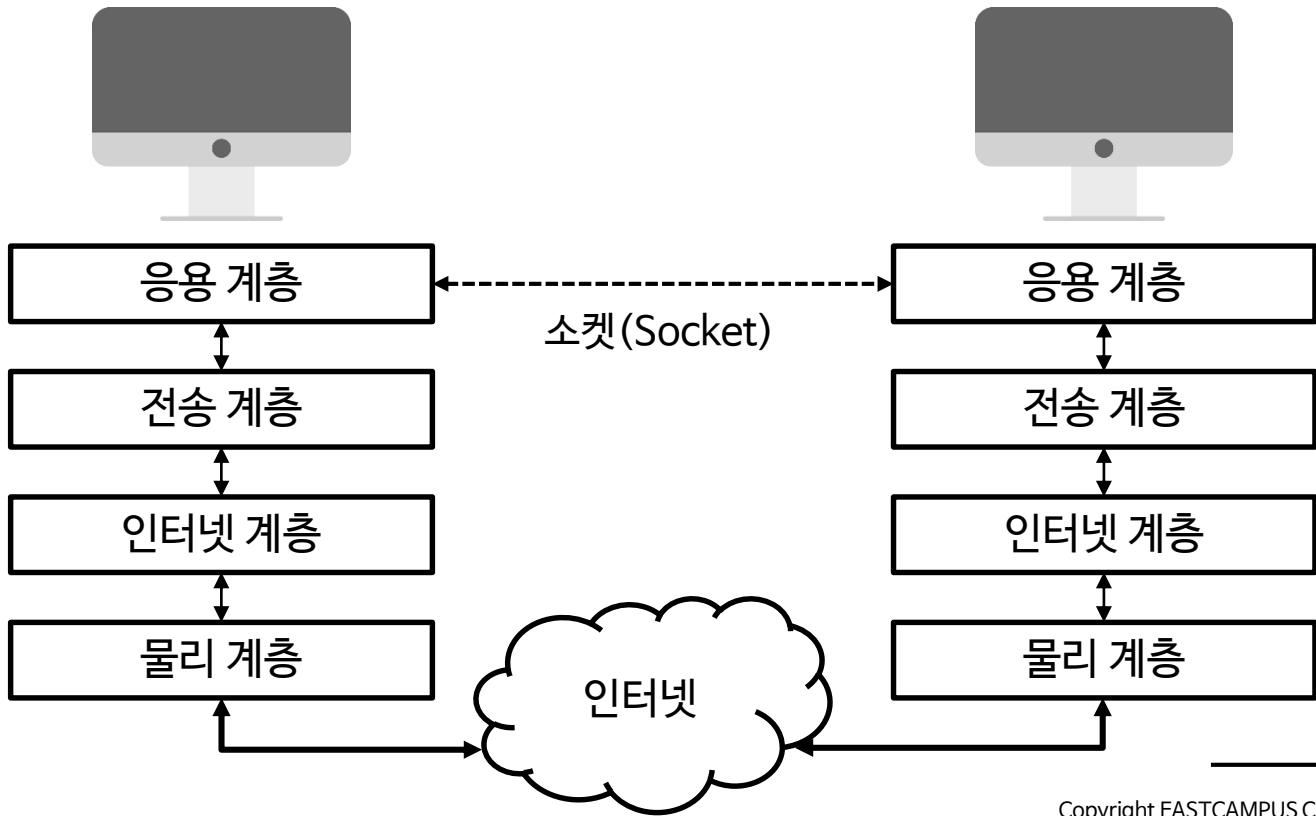 응용 계층
응용 계층
소켓(Socket)
전송 계층
전송 계층
인터넷 계층
인터넷 계층
물리 계층
물리 계층
인터넷
Copyright FASTCAMPUS C